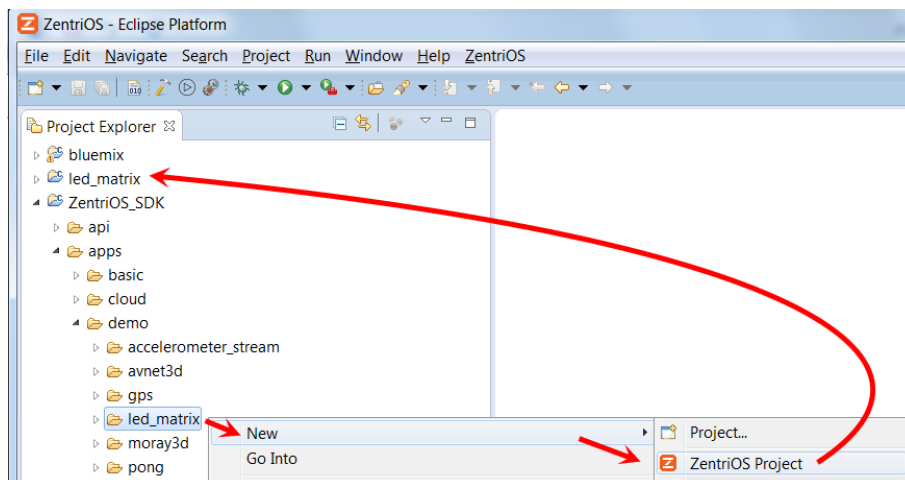 ZentriOS - Eclipse Platform
File Edit Navigate Search Project Run Window Help ZentriOS
010
Project Explorer
bluemix
led_matrix
ZentriOS_SDK
api
apps
basic
cloud
demo
accelerometer_stream
avnet3d
gps
led_matrix
New
Project...
moray3d
Go Into
ZentriOS Project
pong